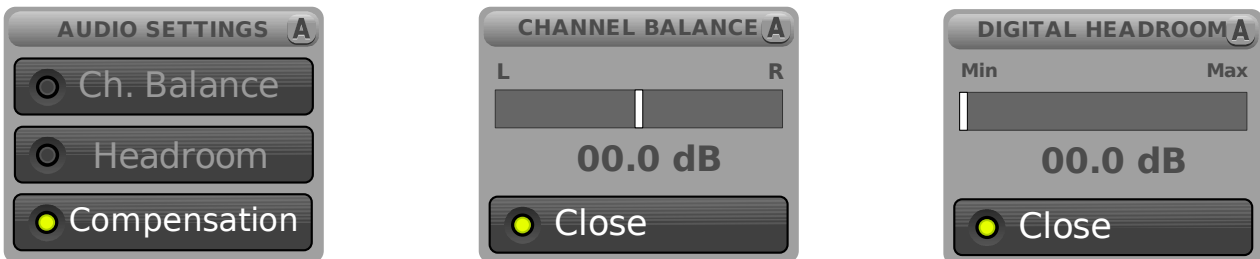 AUDIO SETTINGS A
Ch. Balance
Headroom
Compensation
CHANNEL BALANCE A
L R
00.0 dB
Close
DIGITAL HEADROOM A
Min Max
00.0 dB
Close